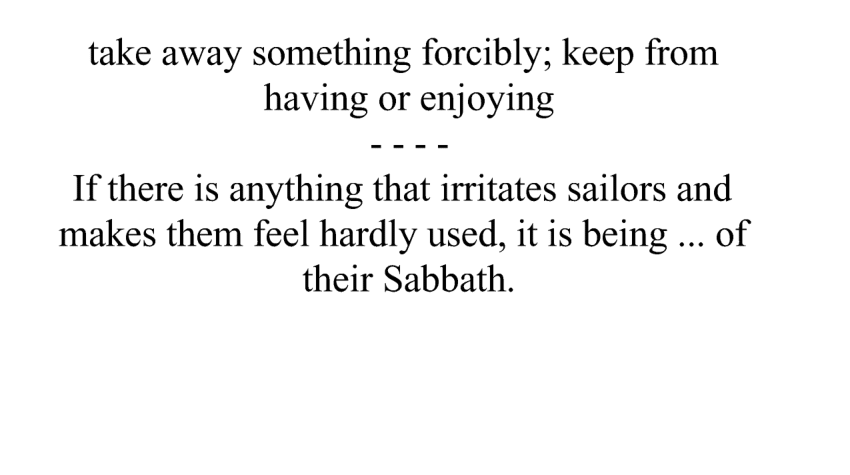 take away something forcibly; keep from
having or enjoying
- - - -
If there is anything that irritates sailors and
makes them feel hardly used, it is being ... of
their Sabbath.